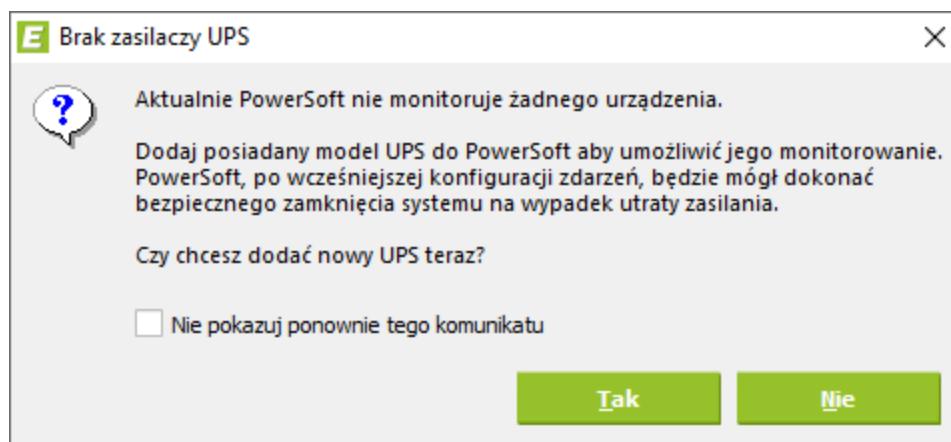 Brak zasilaczy UPS
Aktualnie PowerSoft nie monitoruje żadnego urządzenia.
Dodaj posiadany model UPS do PowerSoft aby umożliwić jego monitorowanie.
PowerSoft, po wcześniejszej konfiguracji zdarzeń, będzie mógł dokonać
bezpiecznego zamknięcia systemu na wypadek utraty zasilania.
Czy chcesz dodać nowy UPS teraz?
Nie pokazuj ponownie tego komunikatu
Tak Nie